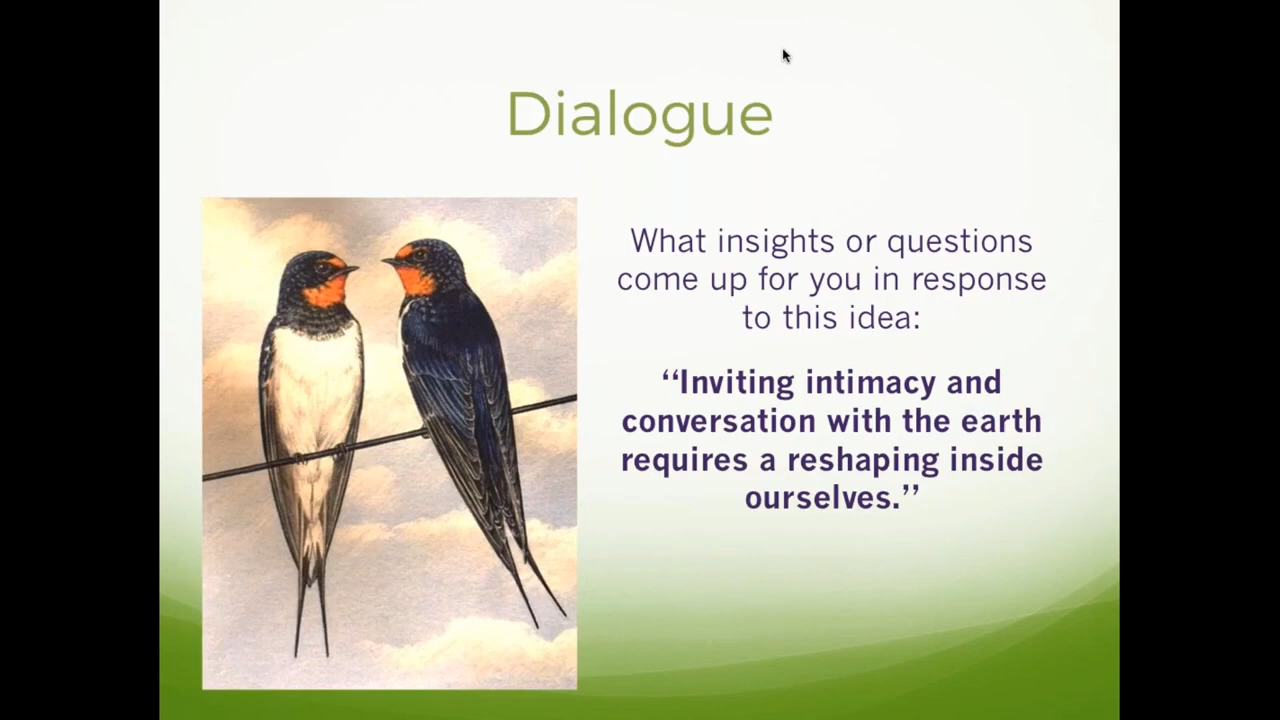 Dialogue
What insights or questions
come up for you in response
to this idea:
‘‘Inviting intimacy and
conversation with the earth
requires a reshaping inside
ourselves.’’